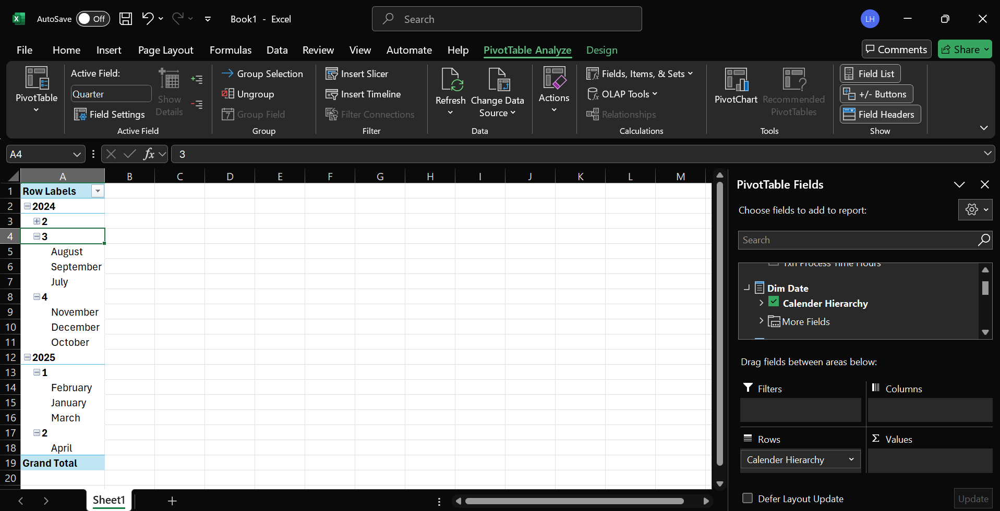 AutoSave Off Book1 - Excel Search LH
File Home Insert Page Layout Formulas Data Review View Automate Help PivotTable Analyze Design Comments Share
PivotTable
Active Field:
Quarter
Field Settings
Show
Details
Active Field
Group Selection
Ungroup
7 Group Field
Group
Insert Slicer
Insert Timeline
Filter Connections
Filter
Refresh
Change Data
Source
Data
Actions
Fields, Items, & Sets
OLAP Tools
Relationships
Calculations
PivotChart
Recommended
PivotTables
Tools
Field List
+/- Buttons
Field Headers
Show
A4 fx 3
A B C D E F G H I J K L M
1 Row Labels
2 2024
3 2
4 3
5 August
6 September
7 July
8 4
9 November
10 December
11 October
12 2025
13 1
14 February
15 January
16 March
17 2
18 April
19 Grand Total
20
Sheet1
PivotTable Fields
Choose fields to add to report:
Search
Txn Process Time Hours
Dim Date
Calender Hierarchy
More Fields
Drag fields between areas below:
Filters
Columns
Rows
Σ Values
Calender Hierarchy
Defer Layout Update
Update